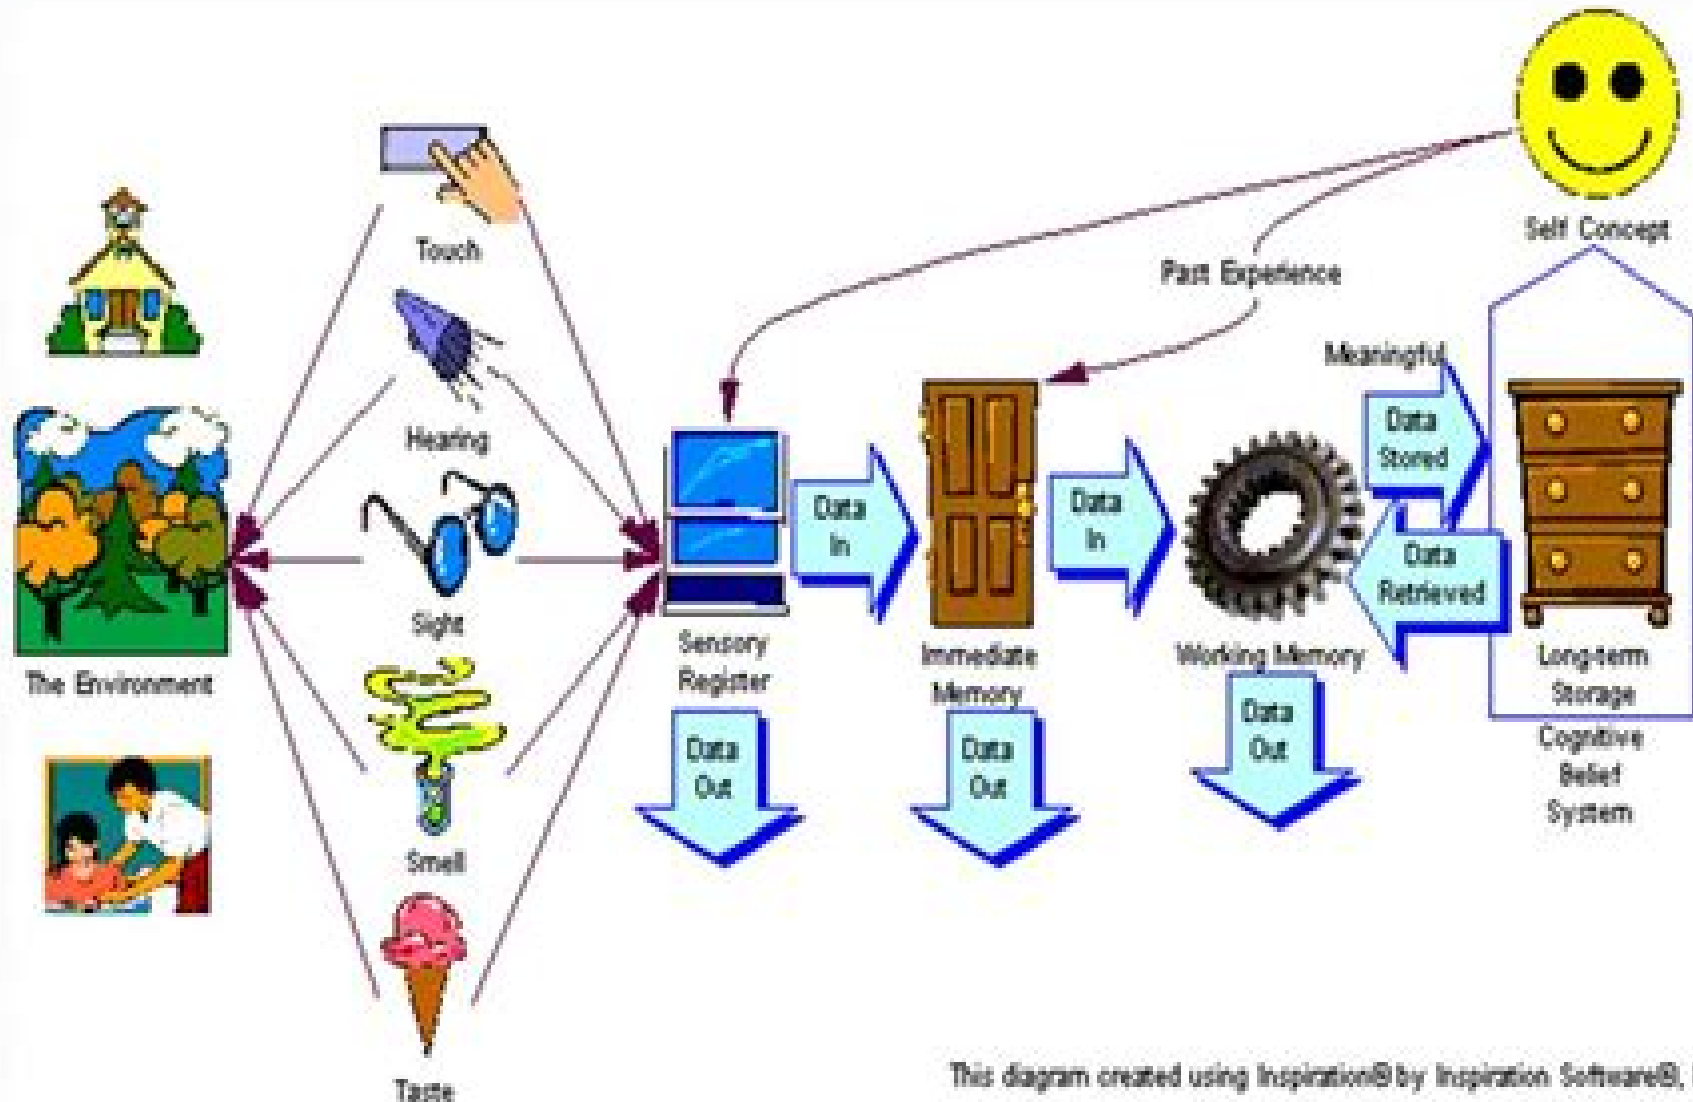 Touch
Hearing
Sight
Smell
Taste
The Environment
Sensory
Register
Data
In
Data
Out
Immediate
Memory
Data
In
Data
Out
Working Memory
Data
Out
Meaningful
Data
Stored
Data
Retrieved
Long-term
Storage
Cognitive
Belief
System
Self Concept
Past Experience
This diagram created using Inspiration® by Inspiration Software®,